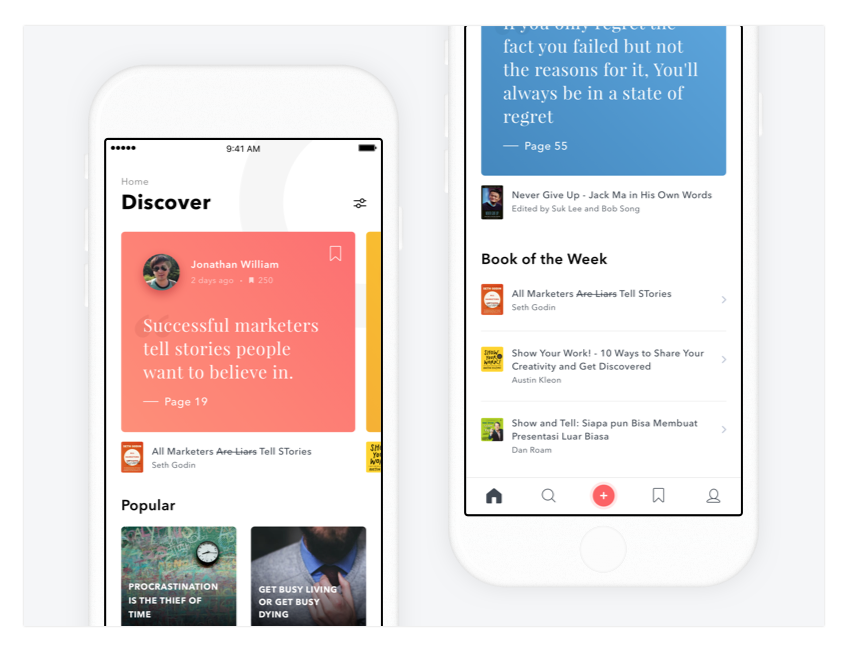 9:41 AM
Home
Discover
Jonathan William
2 days ago • 250
Successful marketers
tell stories people
want to believe in.
— Page 19
All Marketers Are Liars Tell STories
Seth Godin
Popular
PROCRASTINATION
IS THE THIEF OF
TIME
GET BUSY LIVING
OR GET BUSY
DYING
If you only regret the
fact you failed but not
the reasons for it, You'll
always be in a state of
regret
— Page 55
Never Give Up - Jack Ma in His Own Words
Edited by Suk Lee and Bob Song
Book of the Week
All Marketers Are Liars Tell STories
Seth Godin
Show Your Work! - 10 Ways to Share Your
Creativity and Get Discovered
Austin Kleon
Show and Tell: Siapa pun Bisa Membuat
Presentasi Luar Biasa
Dan Roam